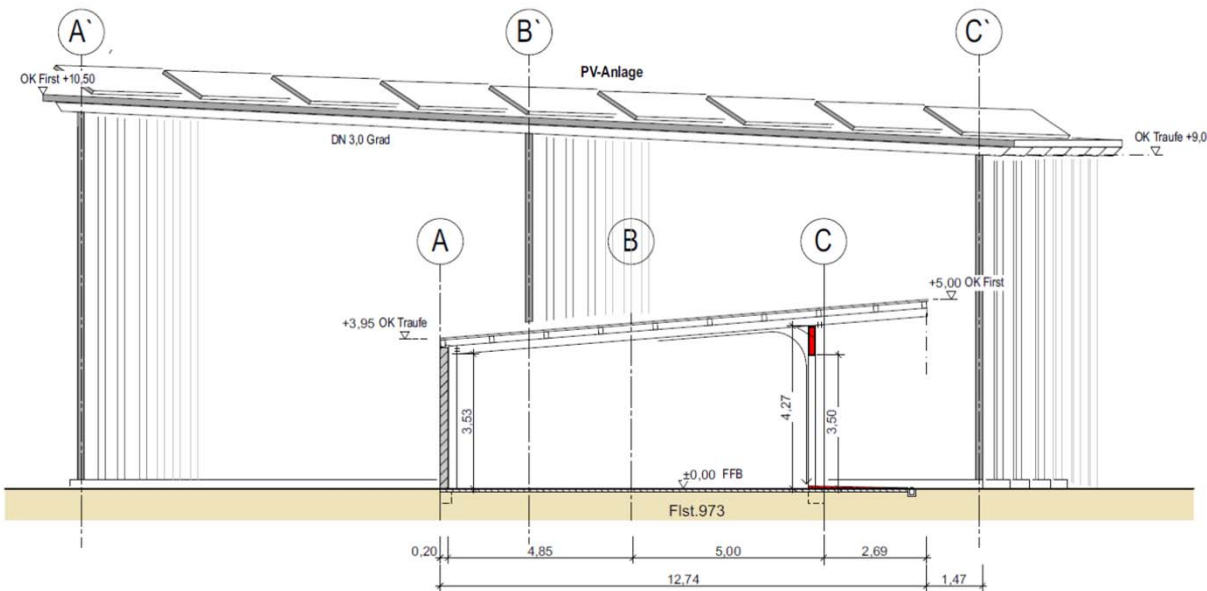 A` B` C`
PV-Anlage
OK First +10,50
DN 3,0 Grad
OK Traufe +9,0
A B C
+5,00 OK First
+3,95 OK Traufe
3,53
4,27
3,50
±0,00 FFB
Flst.973
0,20 4,85 5,00 2,69
12,74 1,47